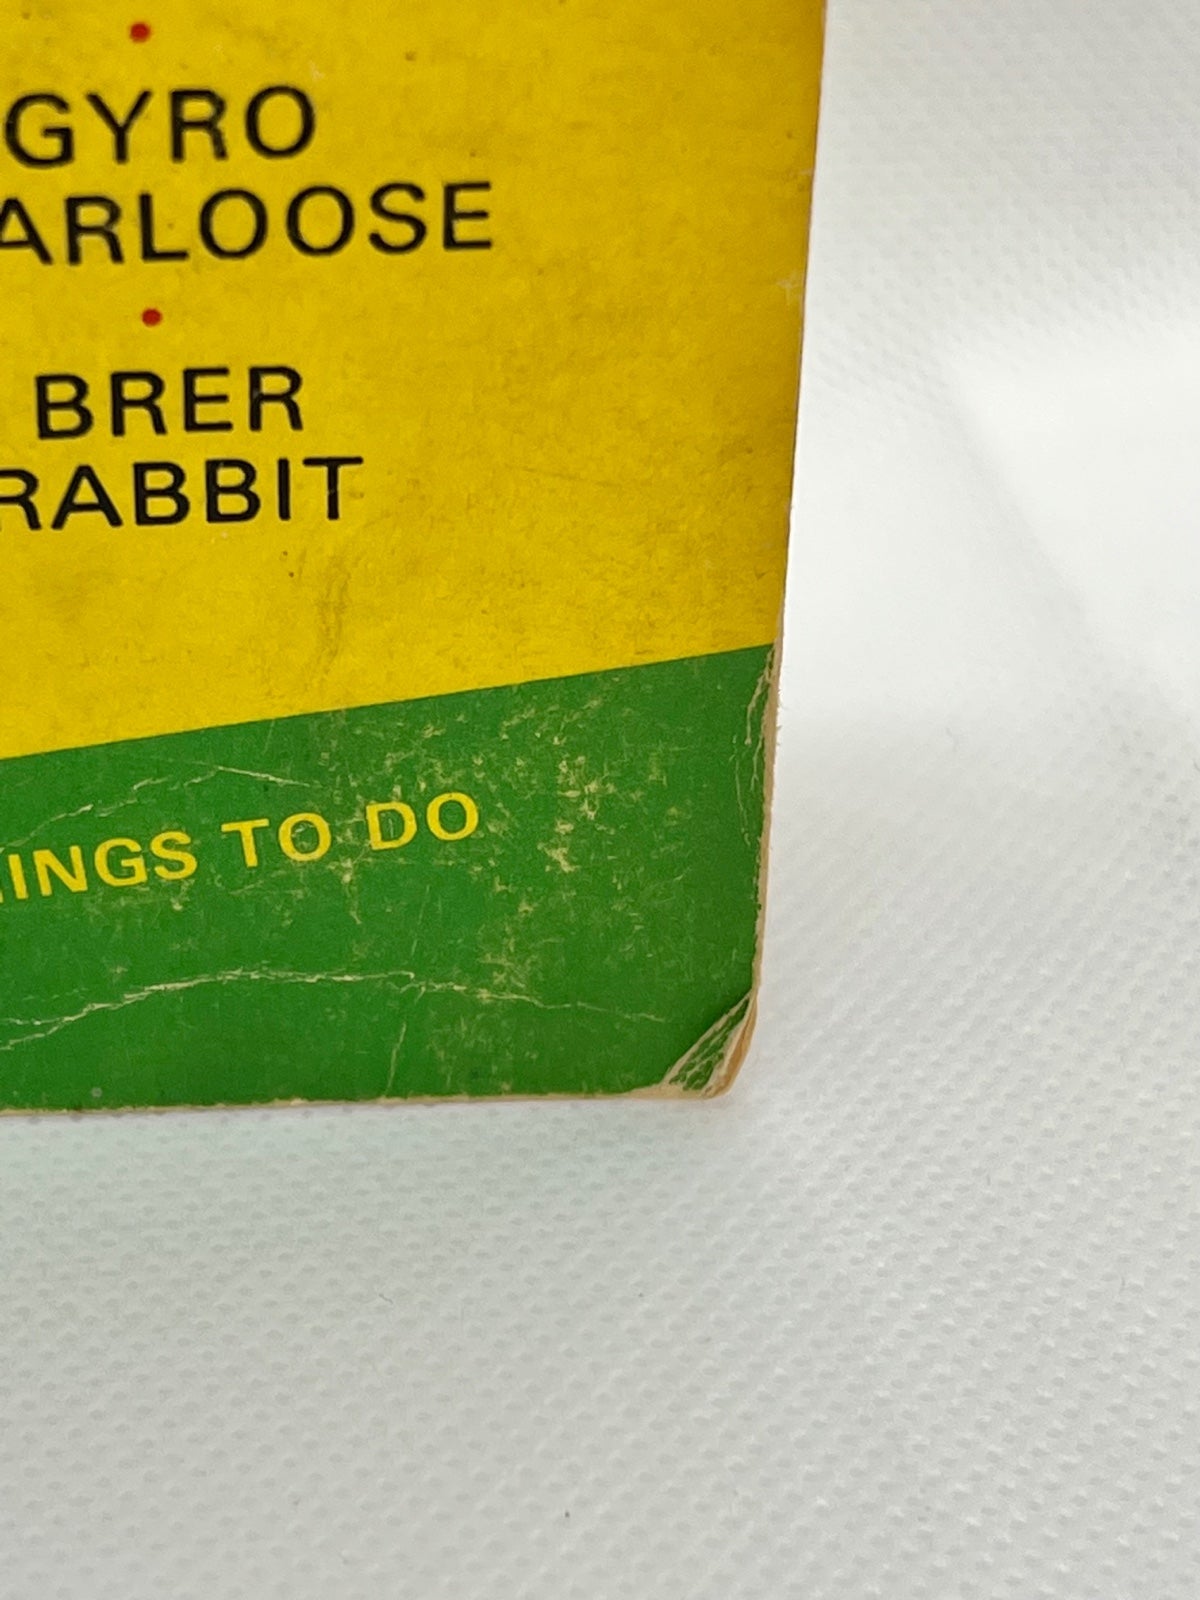 GYRO
ARLOOSE
BRER
RABBIT
INGS TO DO